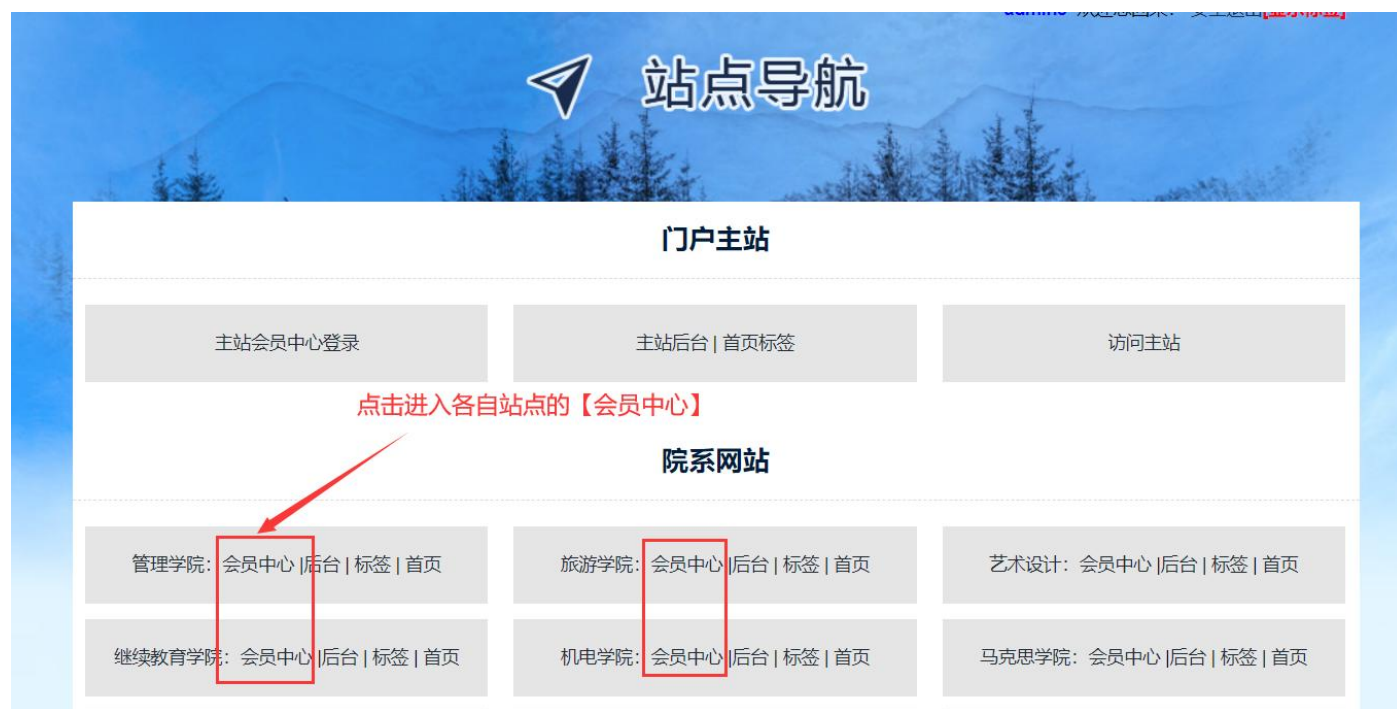 站点导航
门户主站
主站会员中心登录
主站后台 | 首页标签
访问主站
点击进入各自站点的【会员中心】
院系网站
管理学院：会员中心 |后台 | 标签 | 首页
旅游学院：会员中心 |后台 | 标签 | 首页
艺术设计：会员中心 |后台 | 标签 | 首页
继续教育学院：会员中心 |后台 | 标签 | 首页
机电学院：会员中心 |后台 | 标签 | 首页
马克思学院：会员中心 |后台 | 标签 | 首页